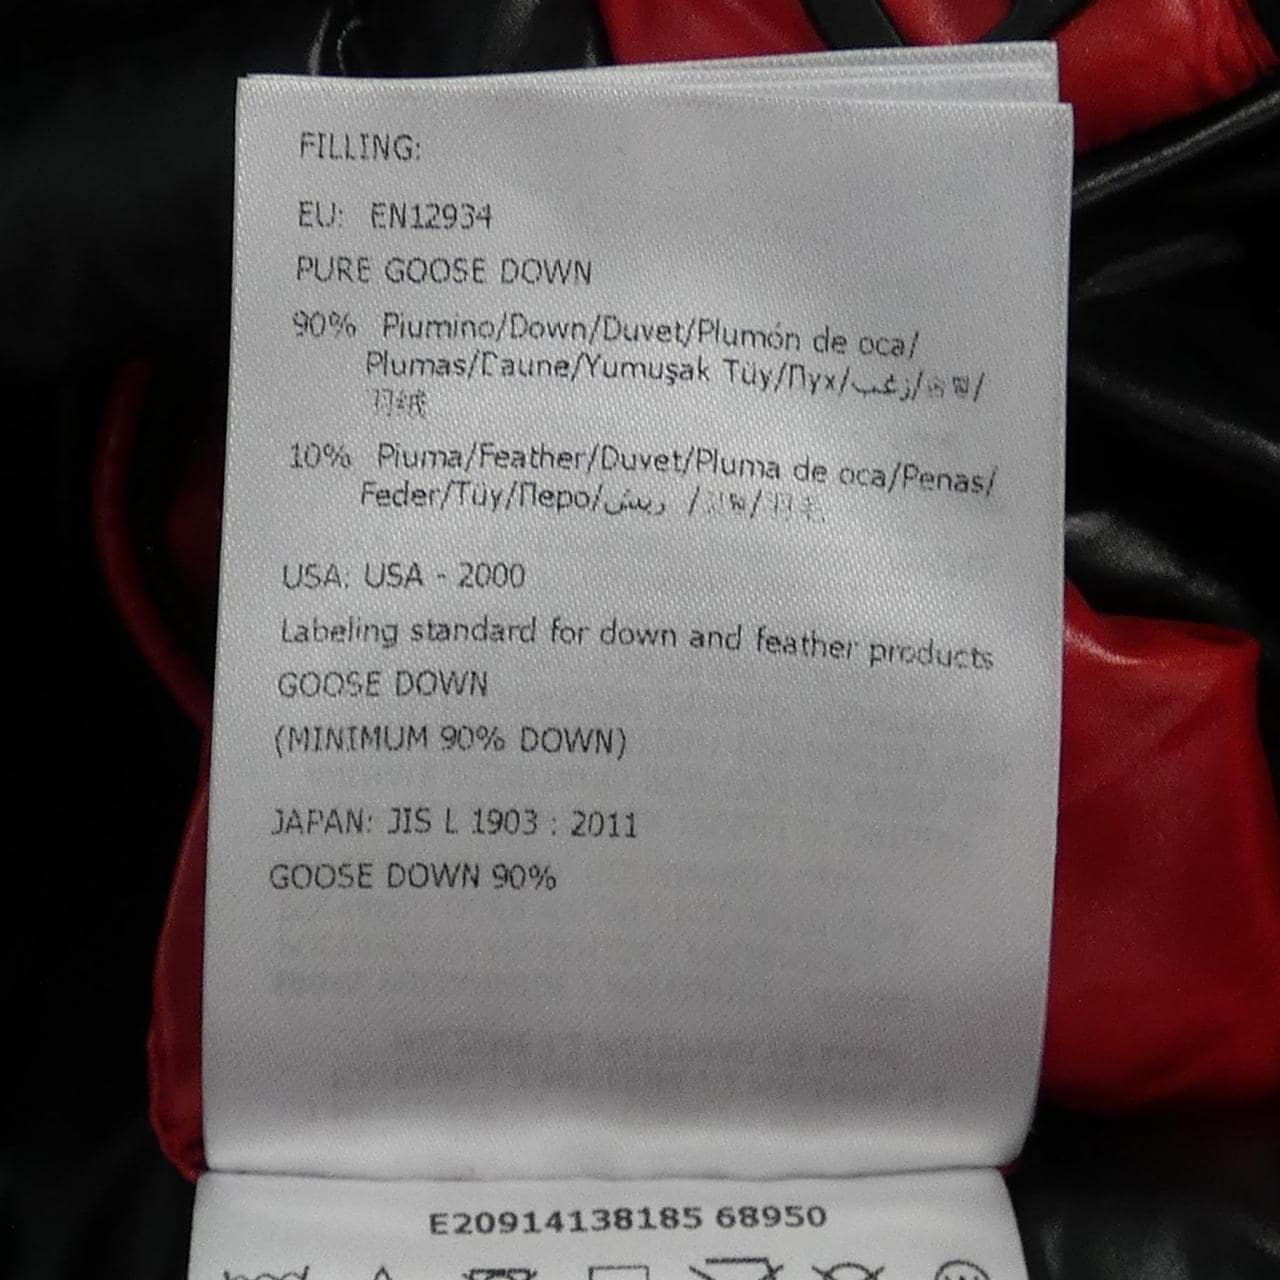 FILLING:
EU: EN12934
PURE GOOSE DOWN
90% Piumino/Down/Duvet/Plumón de oca/
Plumas/Daune/Yumuşak Tüy/Пух/زغب/
羽绒
10% Piuma/Feather/Duvet/Pluma de oca/Penas/
Feder/Tüy/Перо/ريش /
USA: USA - 2000
Labeling standard for down and feather products
GOOSE DOWN
(MINIMUM 90% DOWN)
JAPAN: JIS L 1903 : 2011
GOOSE DOWN 90%
E20914138185 68950